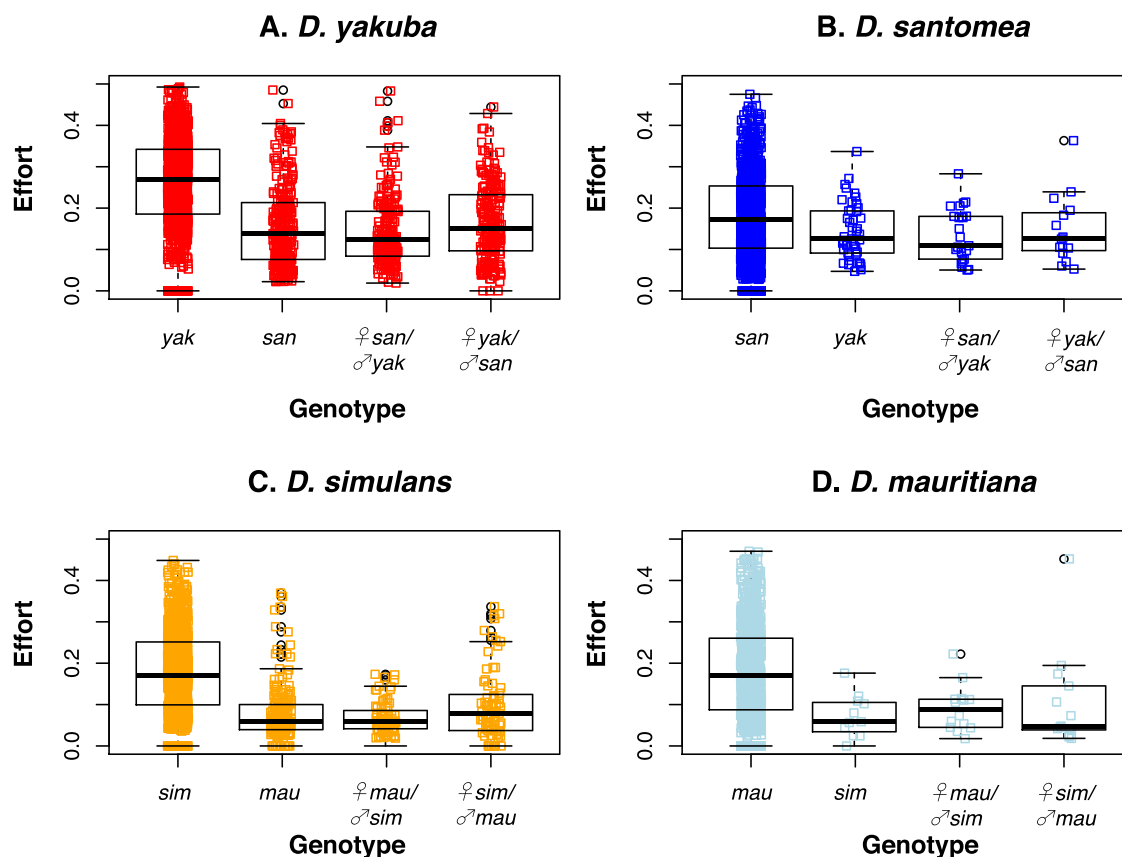 A. D. yakuba
Effort
0.4
0.2
0.0
yak
san
♀san/
♂yak
♀yak/
♂san
Genotype
B. D. santomea
Effort
0.4
0.2
0.0
san
yak
♀san/
♂yak
♀yak/
♂san
Genotype
C. D. simulans
Effort
0.4
0.2
0.0
sim
mau
♀mau/
♂sim
♀sim/
♂mau
Genotype
D. D. mauritiana
Effort
0.4
0.2
0.0
mau
sim
♀mau/
♂sim
♀sim/
♂mau
Genotype